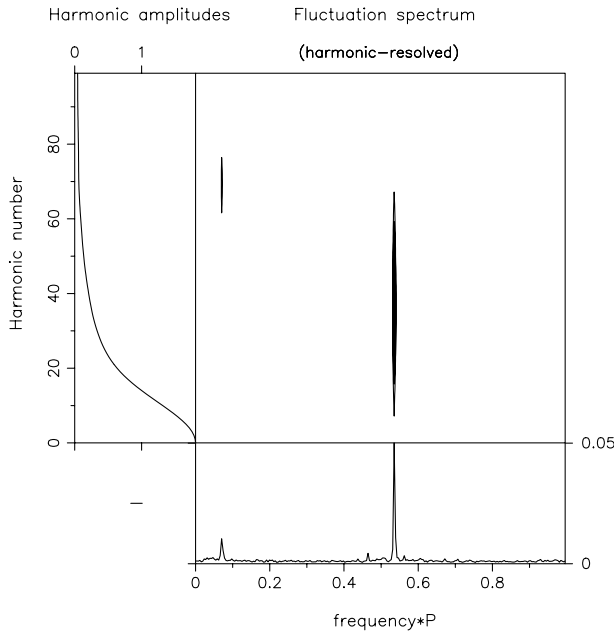 Harmonic amplitudes Fluctuation spectrum
0 1 (harmonic-resolved)
Harmonic number
80
60
40
20
0
0.05
0
0 0.2 0.4 0.6 0.8
frequency*P